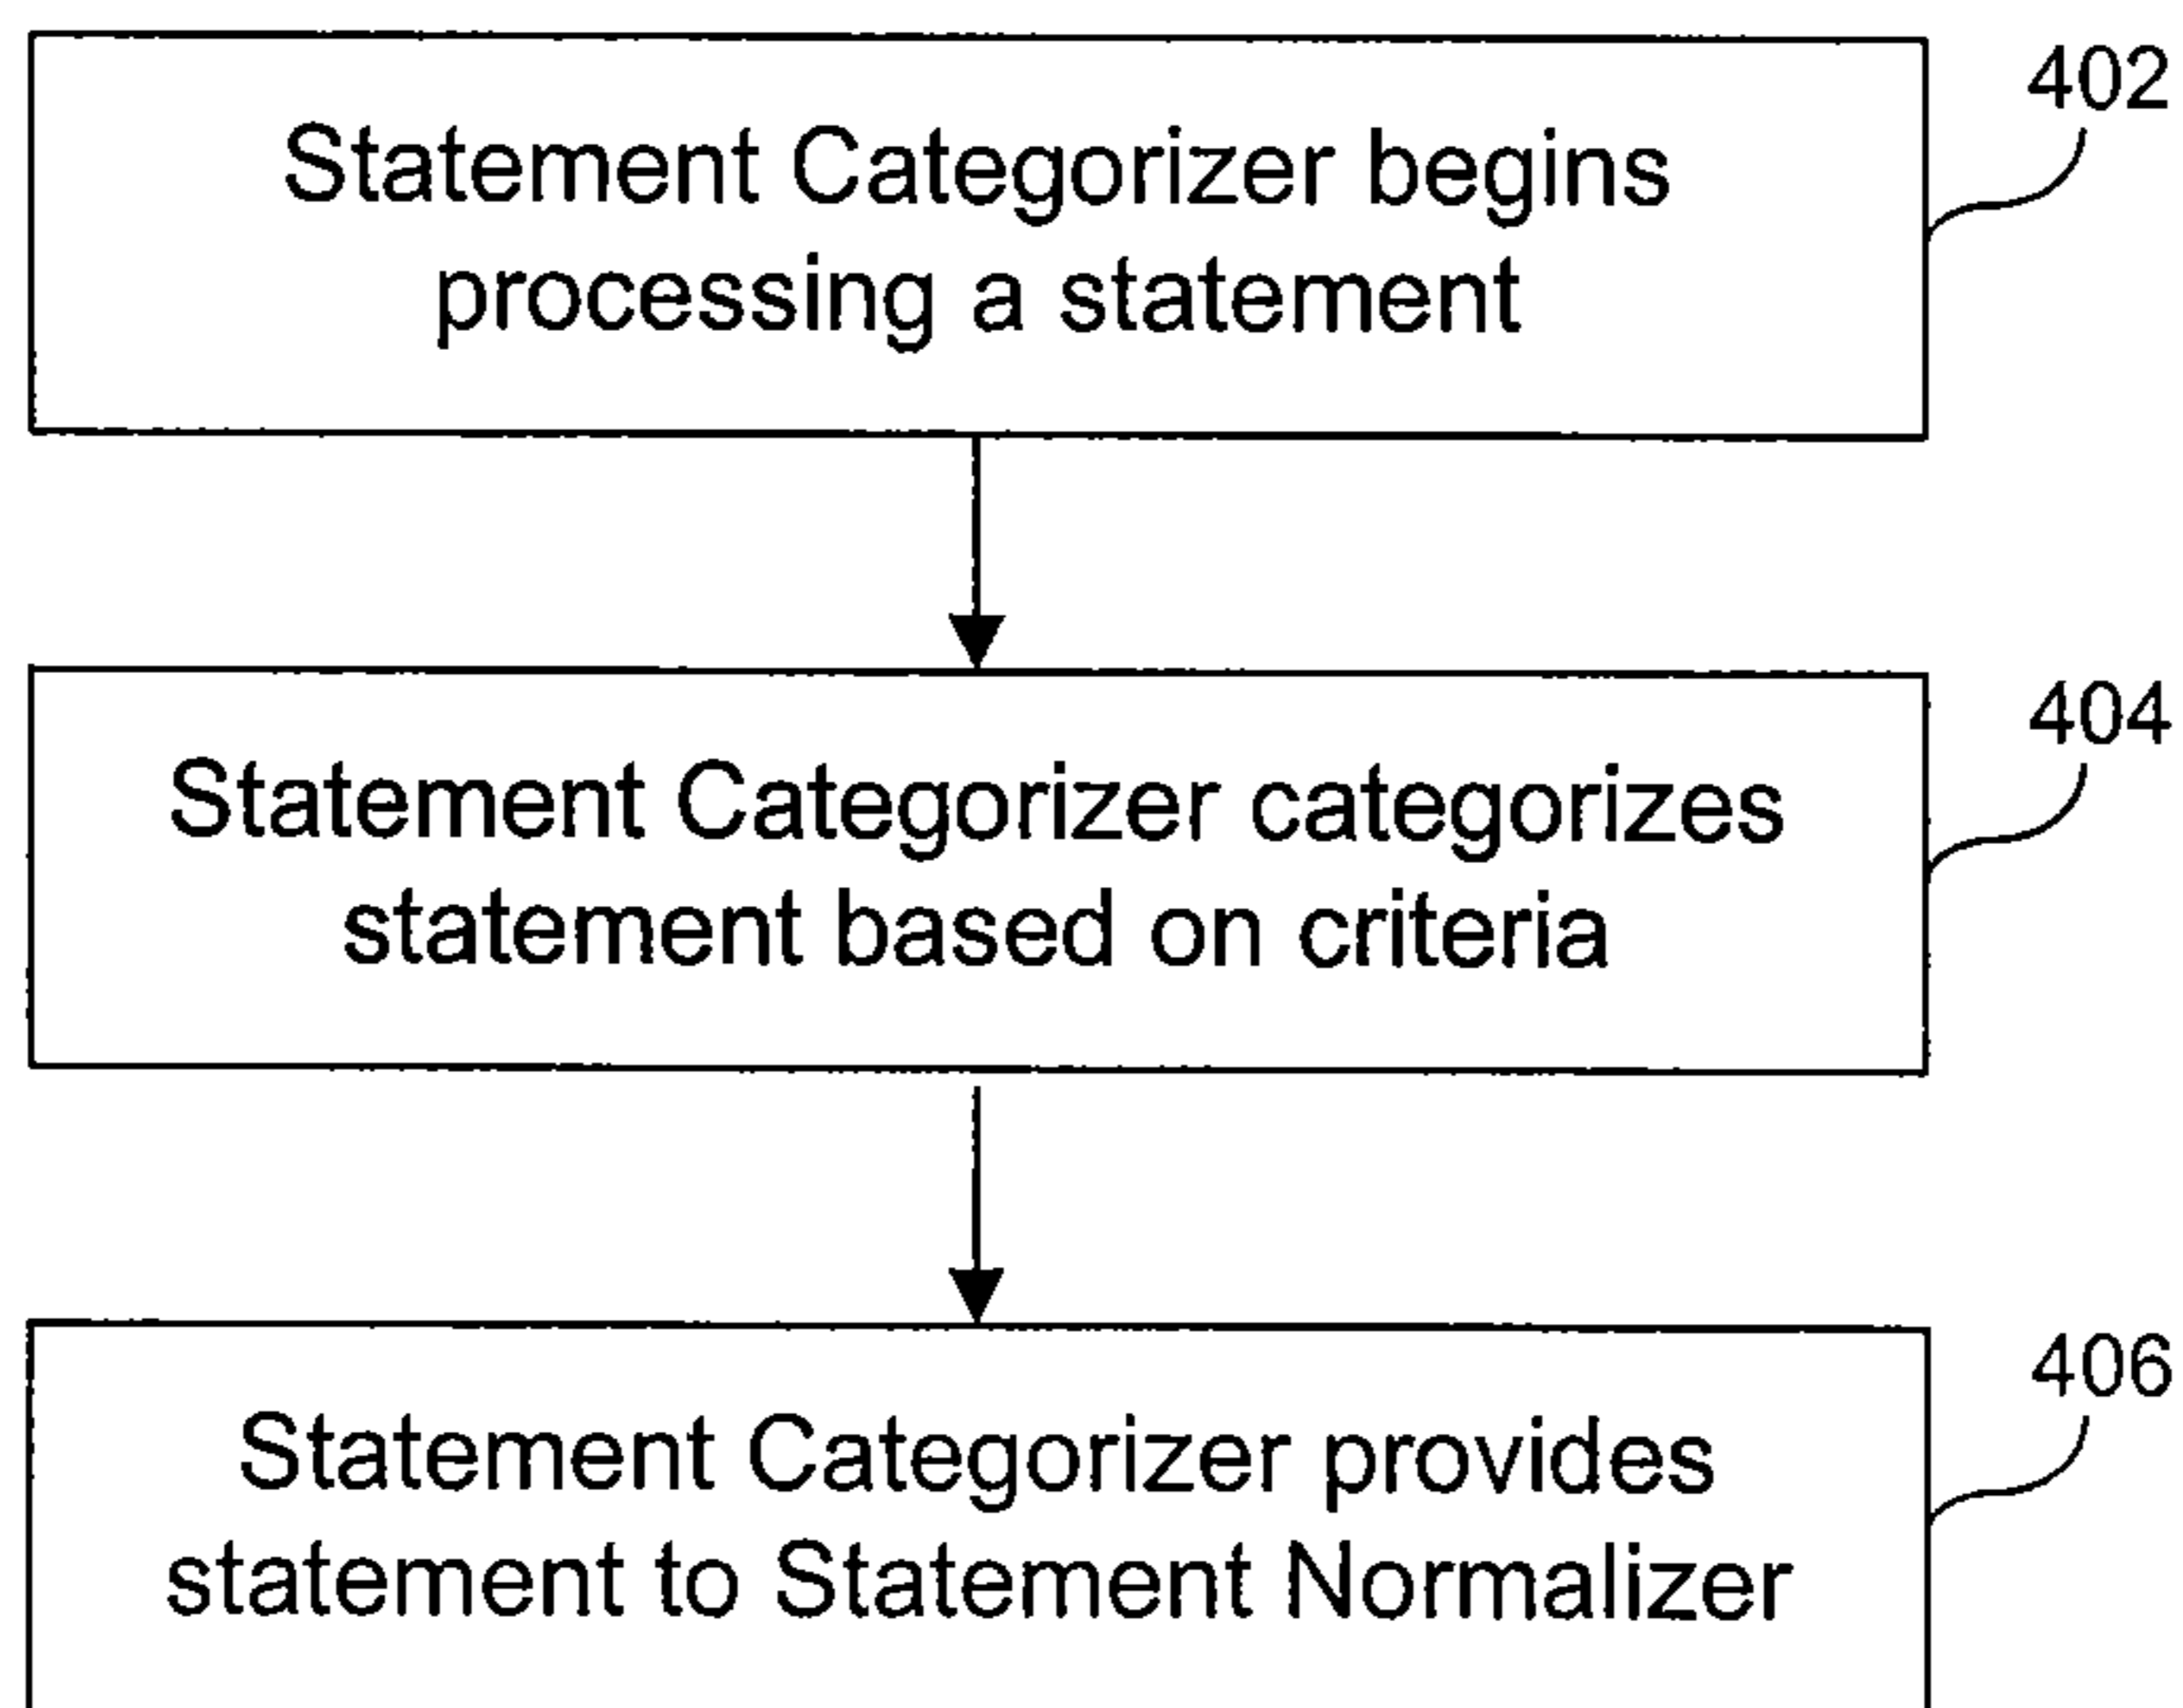 402
Statement Categorizer begins
processing a statement
404
Statement Categorizer categorizes
statement based on criteria
406
Statement Categorizer provides
statement to Statement Normalizer